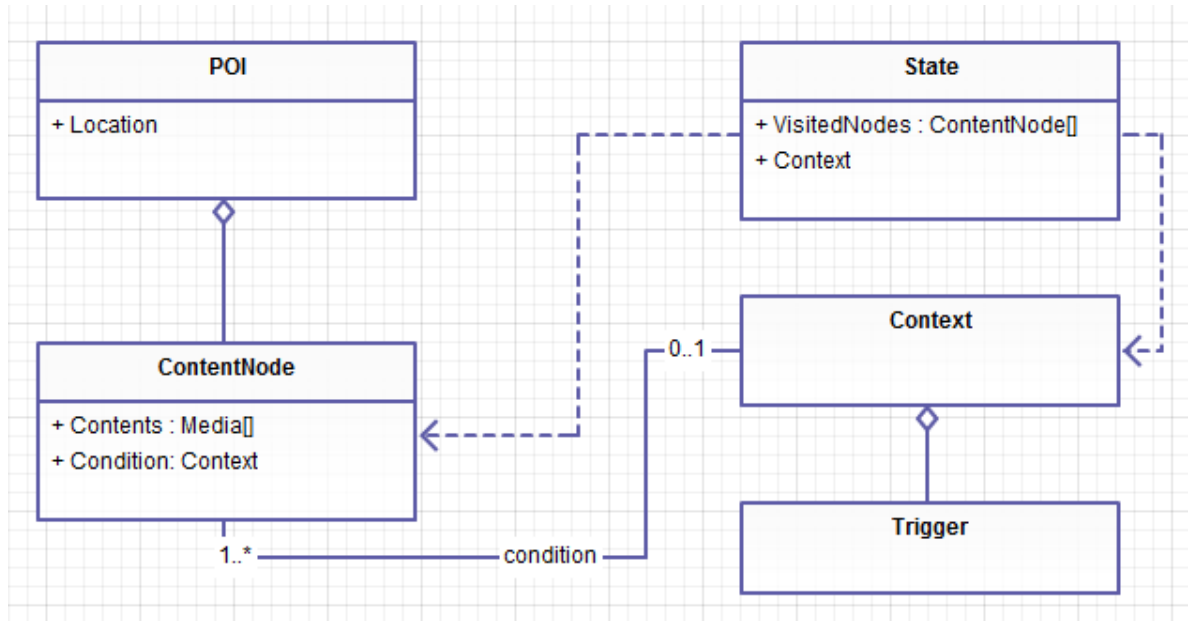 POI
+ Location
State
+ VisitedNodes : ContentNode[]
+ Context
Context
0..1
ContentNode
+ Contents : Media[]
+ Condition: Context
Trigger
1..*
condition